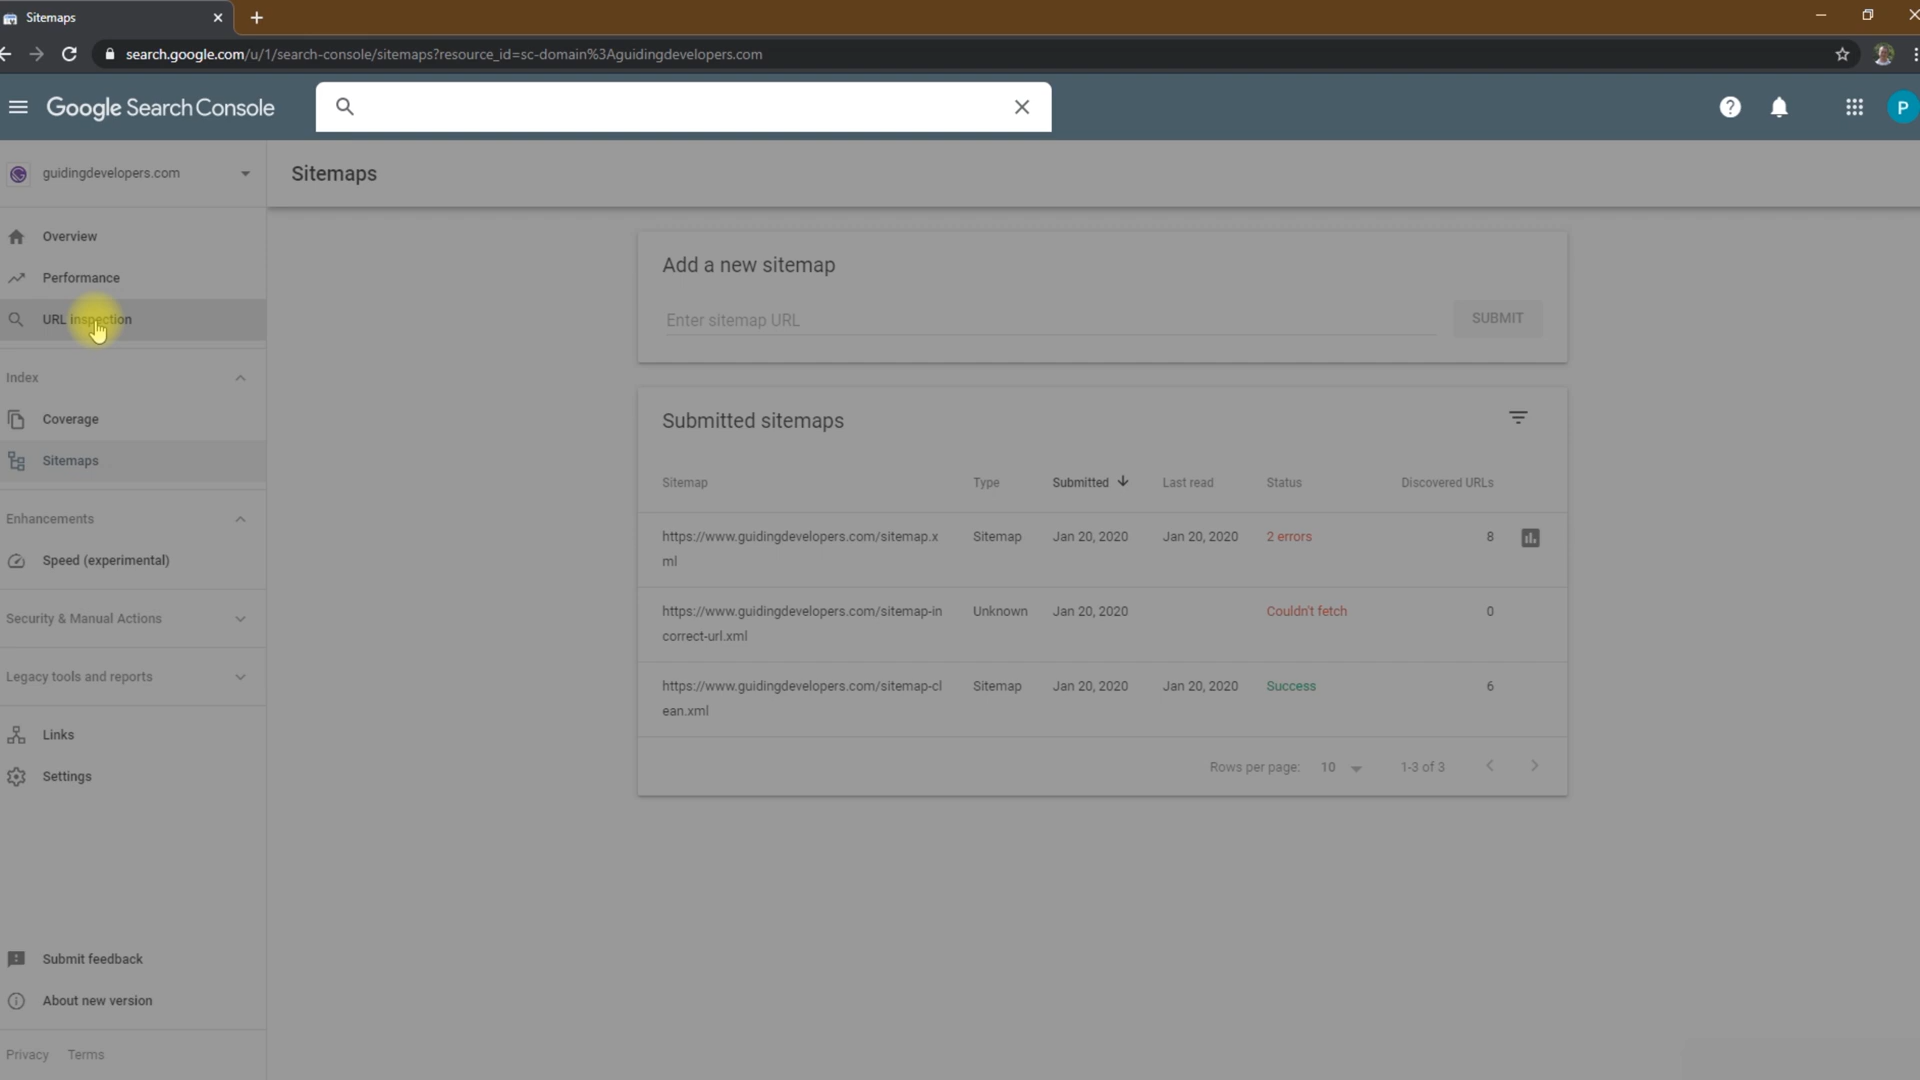 Sitemaps
search.google.com/u/1/search-console/sitemaps?resource_id=sc-domain%3Aguidingdevelopers.com
Google Search Console
P
guidingdevelopers.com
Sitemaps
Overview
Performance
URL inspection
Index
Coverage
Sitemaps
Enhancements
Speed (experimental)
Security & Manual Actions
Legacy tools and reports
Links
Settings
Submit feedback
About new version
Privacy Terms
Add a new sitemap
Enter sitemap URL
SUBMIT
Submitted sitemaps
Sitemap Type Submitted Last read Status Discovered URLs
https://www.guidingdevelopers.com/sitemap.x Sitemap Jan 20, 2020 Jan 20, 2020 2 errors 8
ml
https://www.guidingdevelopers.com/sitemap-in Unknown Jan 20, 2020 Couldn't fetch 0
correct-url.xml
https://www.guidingdevelopers.com/sitemap-cl Sitemap Jan 20, 2020 Jan 20, 2020 Success 6
ean.xml
Rows per page: 10 1-3 of 3